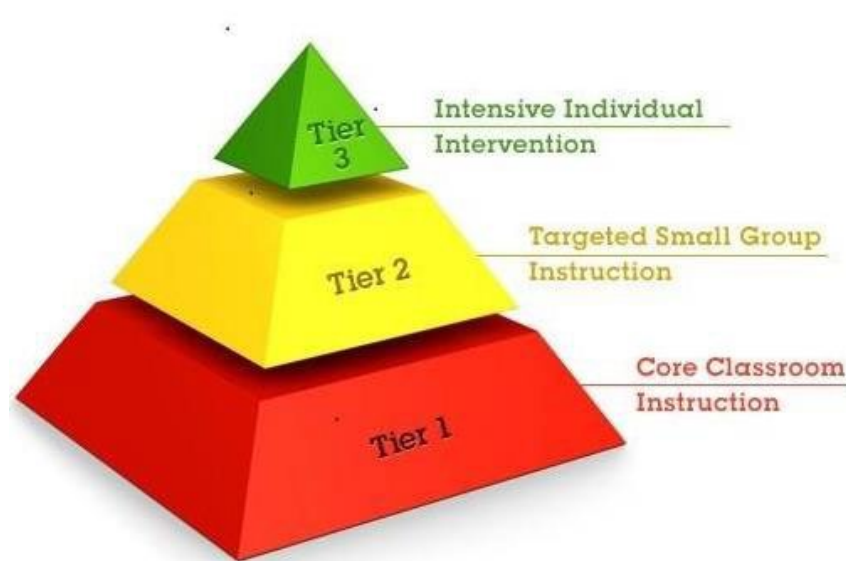 Tier
3
Intensive Individual
Intervention
Tier 2
Targeted Small Group
Instruction
Tier 1
Core Classroom
Instruction